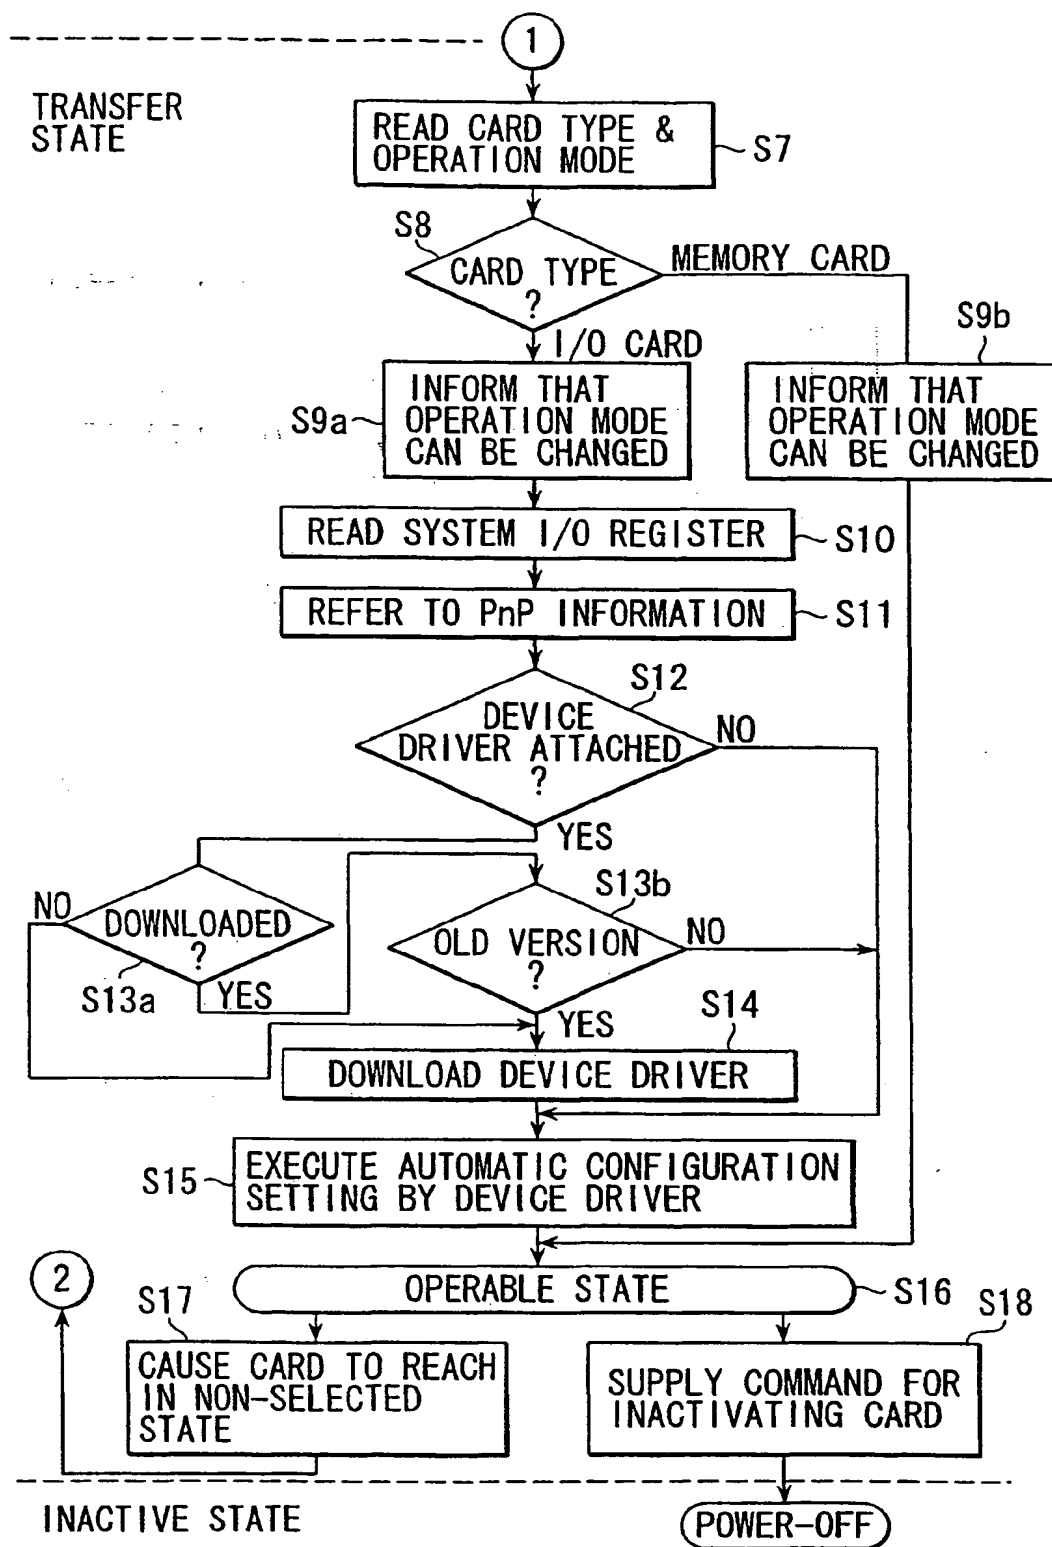 1
TRANSFER
STATE
READ CARD TYPE &
OPERATION MODE
S7
S8
CARD TYPE
?
MEMORY CARD
I/O CARD
S9b
S9a
INFORM THAT
OPERATION MODE
CAN BE CHANGED
INFORM THAT
OPERATION MODE
CAN BE CHANGED
READ SYSTEM I/O REGISTER
S10
REFER TO PnP INFORMATION
S11
S12
DEVICE
DRIVER ATTACHED
?
NO
YES
NO
DOWNLOADED
?
S13a
YES
S13b
OLD VERSION
?
NO
YES
S14
DOWNLOAD DEVICE DRIVER
S15
EXECUTE AUTOMATIC CONFIGURATION
SETTING BY DEVICE DRIVER
2
OPERABLE STATE
S16
S17
CAUSE CARD TO REACH
IN NON-SELECTED
STATE
S18
SUPPLY COMMAND FOR
INACTIVATING CARD
INACTIVE STATE
POWER-OFF